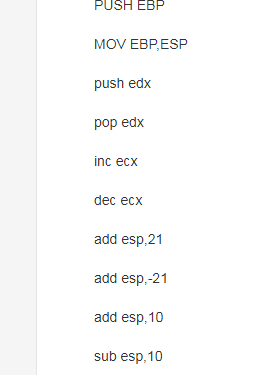 PUSH EBP
MOV EBP,ESP
push edx
pop edx
inc ecx
dec ecx
add esp,21
add esp,-21
add esp,10
sub esp,10